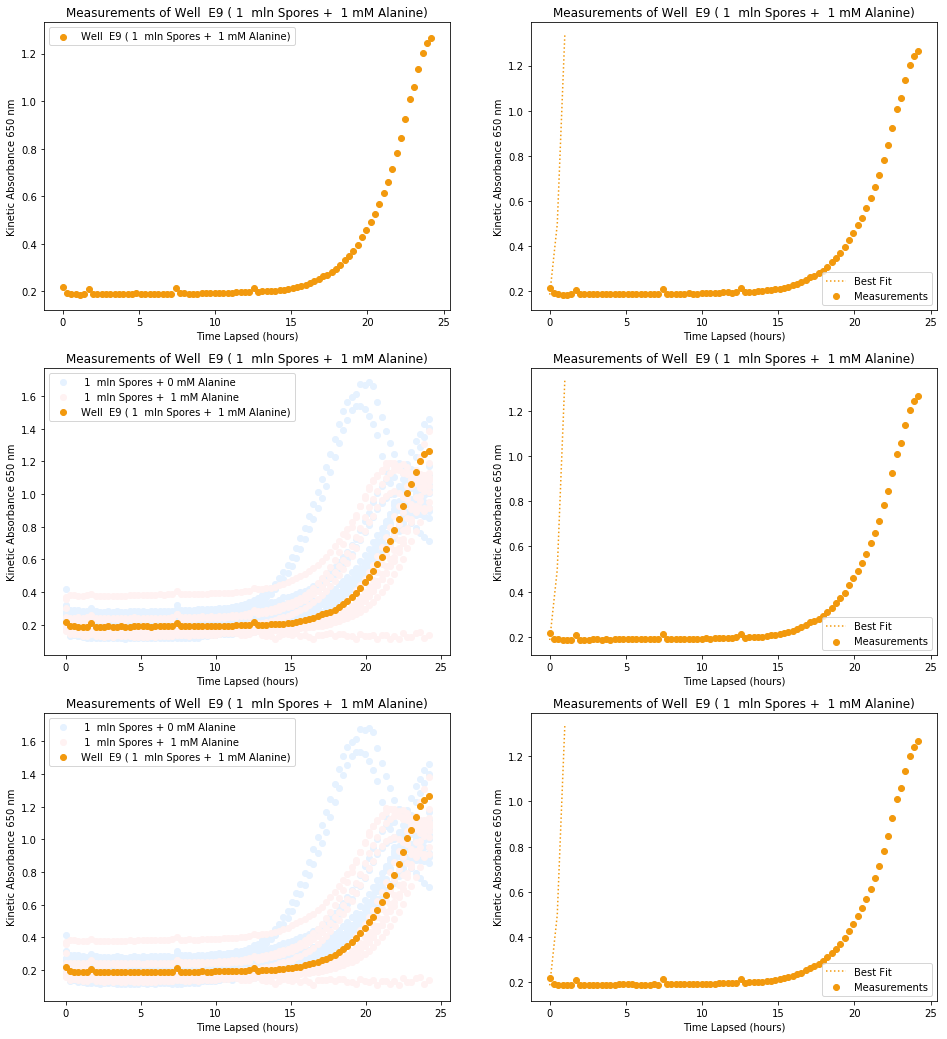 Measurements of Well  E9 ( 1  mln Spores +  1 mM Alanine)
Kinetic Absorbance 650 nm
1.2
1.0
0.8
0.6
0.4
0.2
Well  E9 ( 1  mln Spores +  1 mM Alanine)
0 5 10 15 20 25
Time Lapsed (hours)
Measurements of Well  E9 ( 1  mln Spores +  1 mM Alanine)
Kinetic Absorbance 650 nm
1.2
1.0
0.8
0.6
0.4
0.2
Best Fit
Measurements
0 5 10 15 20 25
Time Lapsed (hours)
Measurements of Well  E9 ( 1  mln Spores +  1 mM Alanine)
Kinetic Absorbance 650 nm
1.6
1.4
1.2
1.0
0.8
0.6
0.4
0.2
1  mln Spores + 0 mM Alanine
1  mln Spores +  1 mM Alanine
Well  E9 ( 1  mln Spores +  1 mM Alanine)
0 5 10 15 20 25
Time Lapsed (hours)
Measurements of Well  E9 ( 1  mln Spores +  1 mM Alanine)
Kinetic Absorbance 650 nm
1.2
1.0
0.8
0.6
0.4
0.2
Best Fit
Measurements
0 5 10 15 20 25
Time Lapsed (hours)
Measurements of Well  E9 ( 1  mln Spores +  1 mM Alanine)
Kinetic Absorbance 650 nm
1.6
1.4
1.2
1.0
0.8
0.6
0.4
0.2
1  mln Spores + 0 mM Alanine
1  mln Spores +  1 mM Alanine
Well  E9 ( 1  mln Spores +  1 mM Alanine)
0 5 10 15 20 25
Time Lapsed (hours)
Measurements of Well  E9 ( 1  mln Spores +  1 mM Alanine)
Kinetic Absorbance 650 nm
1.2
1.0
0.8
0.6
0.4
0.2
Best Fit
Measurements
0 5 10 15 20 25
Time Lapsed (hours)